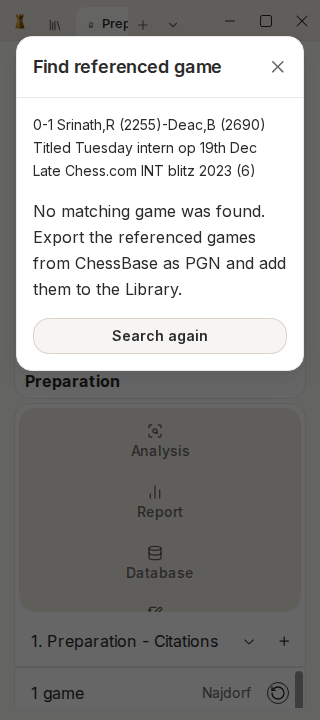 Prep
Find referenced game
0-1 Srinath,R (2255)-Deac,B (2690)
Titled Tuesday intern op 19th Dec
Late Chess.com INT blitz 2023 (6)
No matching game was found.
Export the referenced games
from ChessBase as PGN and add
them to the Library.
Search again
Preparation
Analysis
Report
Database
1. Preparation - Citations
1 game
Najdorf